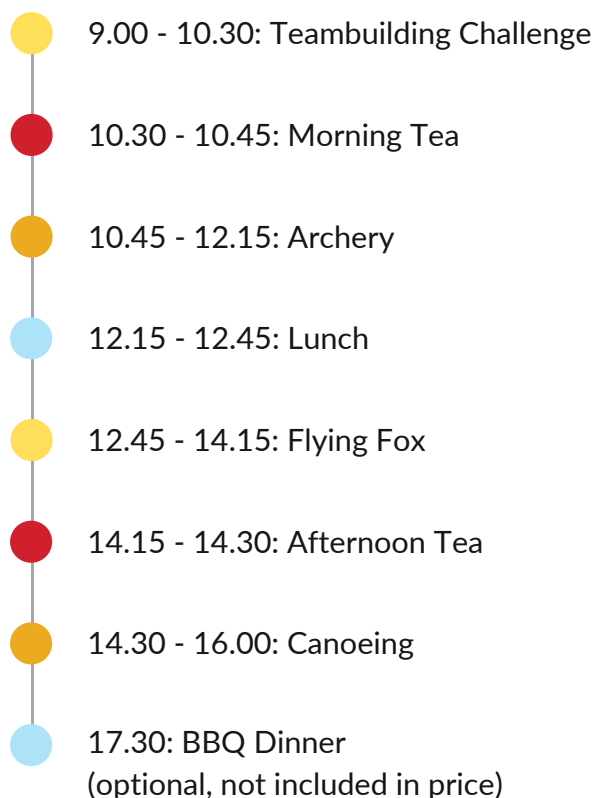 9.00 - 10.30: Teambuilding Challenge
10.30 - 10.45: Morning Tea
10.45 - 12.15: Archery
12.15 - 12.45: Lunch
12.45 - 14.15: Flying Fox
14.15 - 14.30: Afternoon Tea
14.30 - 16.00: Canoeing
17.30: BBQ Dinner
(optional, not included in price)